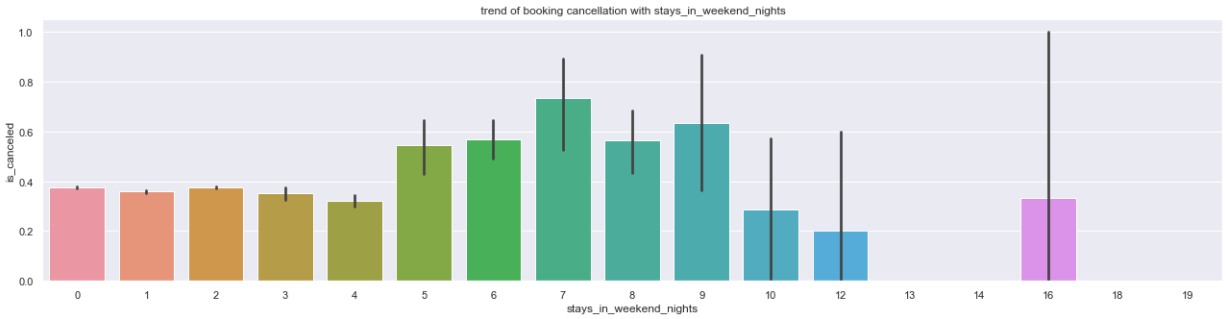 trend of booking cancellation with stays_in_weekend_nights
1.0
0.8
0.6
0.4
0.2
0.0
is_canceled
0 1 2 3 4 5 6 7 8 9 10 12 13 14 16 18 19
stays_in_weekend_nights